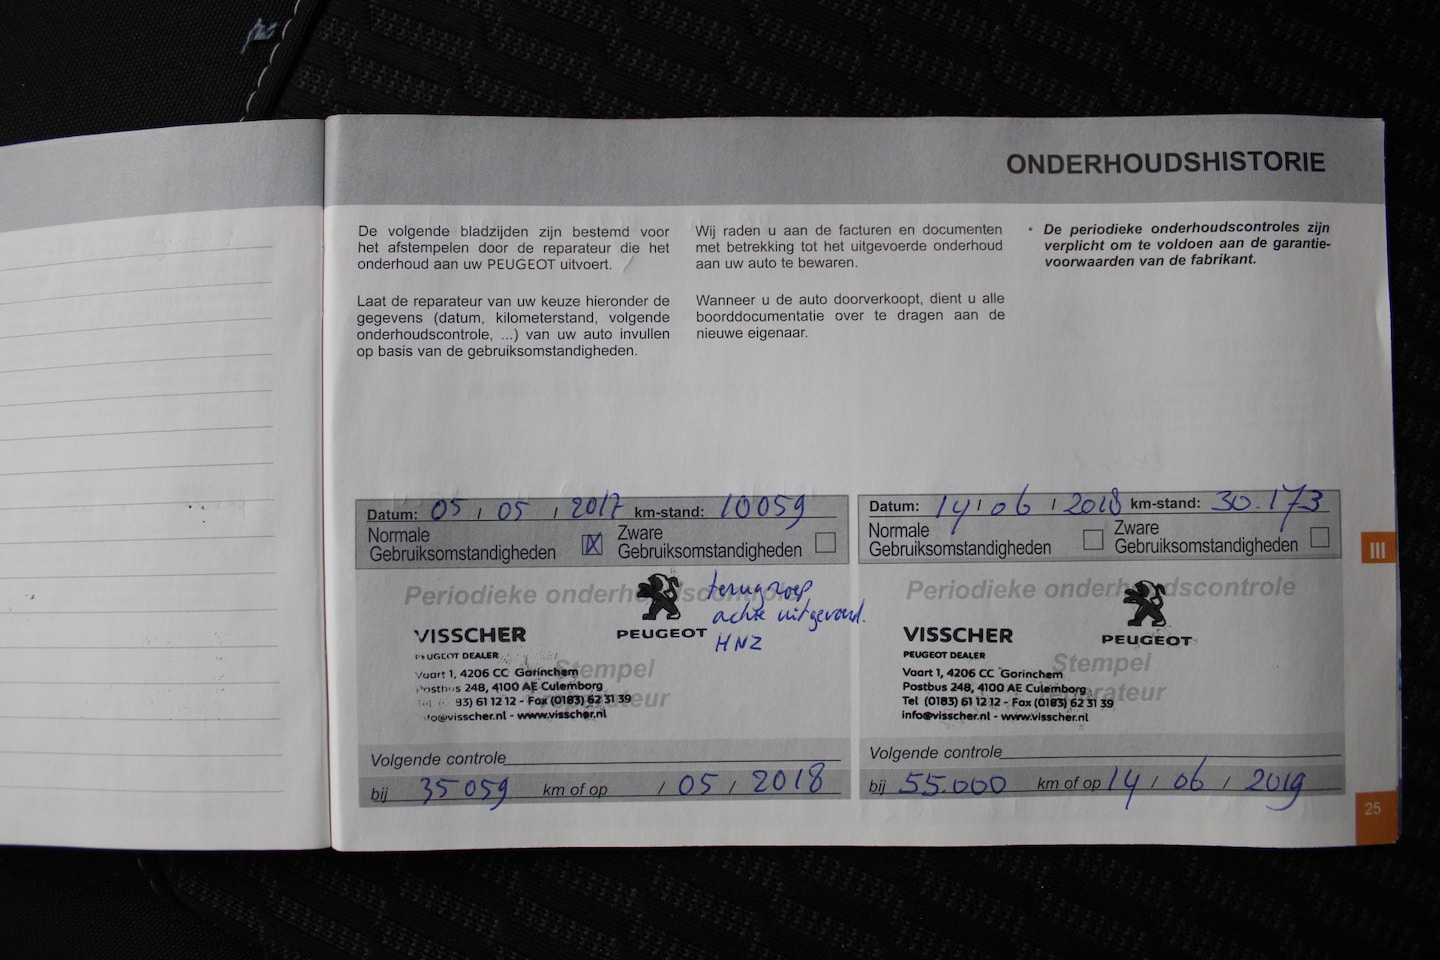 ONDERHOUDSHISTORIE
De volgende bladzijden zijn bestemd voor
het afstempelen door de reparateur die het
onderhoud aan uw PEUGEOT uitvoert.
Laat de reparateur van uw keuze hieronder de
gegevens (datum, kilometerstand, volgende
onderhoudscontrole, ...) van uw auto invullen
op basis van de gebruiksomstandigheden.
Wij raden u aan de facturen en documenten
met betrekking tot het uitgevoerde onderhoud
aan uw auto te bewaren.
Wanneer u de auto doorverkoopt, dient u alle
boorddocumentatie over te dragen aan de
nieuwe eigenaar.
• De periodieke onderhoudscontroles zijn
verplicht om te voldoen aan de garantie-
voorwaarden van de fabrikant.
Datum: 05 / 05 / 2017 km-stand: 10059
Normale
Gebruiksomstandigheden
Zware
Gebruiksomstandigheden
Periodieke onderhoudscontrole
PEUGEOT
terugroep
actie uitgevoerd.
HNZ
VISSCHER
PEUGEOT DEALER
Vaart 1, 4206 CC Gorinchem
Postbus 248, 4100 AE Culemborg
93) 61 12 12 - Fax (0183) 62 31 39
info@visscher.nl - www.visscher.nl
Stempel
reparateur
Volgende controle
bij 35059 km of op / 05 / 2018
Datum: 14 / 06 / 2018 km-stand: 30.173
Normale
Gebruiksomstandigheden
Zware
Gebruiksomstandigheden
Periodieke onderhoudscontrole
PEUGEOT
VISSCHER
PEUGEOT DEALER
Vaart 1, 4206 CC Gorinchem
Postbus 248, 4100 AE Culemborg
Tel (0183) 61 12 12 - Fax (0183) 62 31 39
info@visscher.nl - www.visscher.nl
Stempel
reparateur
Volgende controle
bij 55.000 km of op 14 / 06 / 2019
III
25